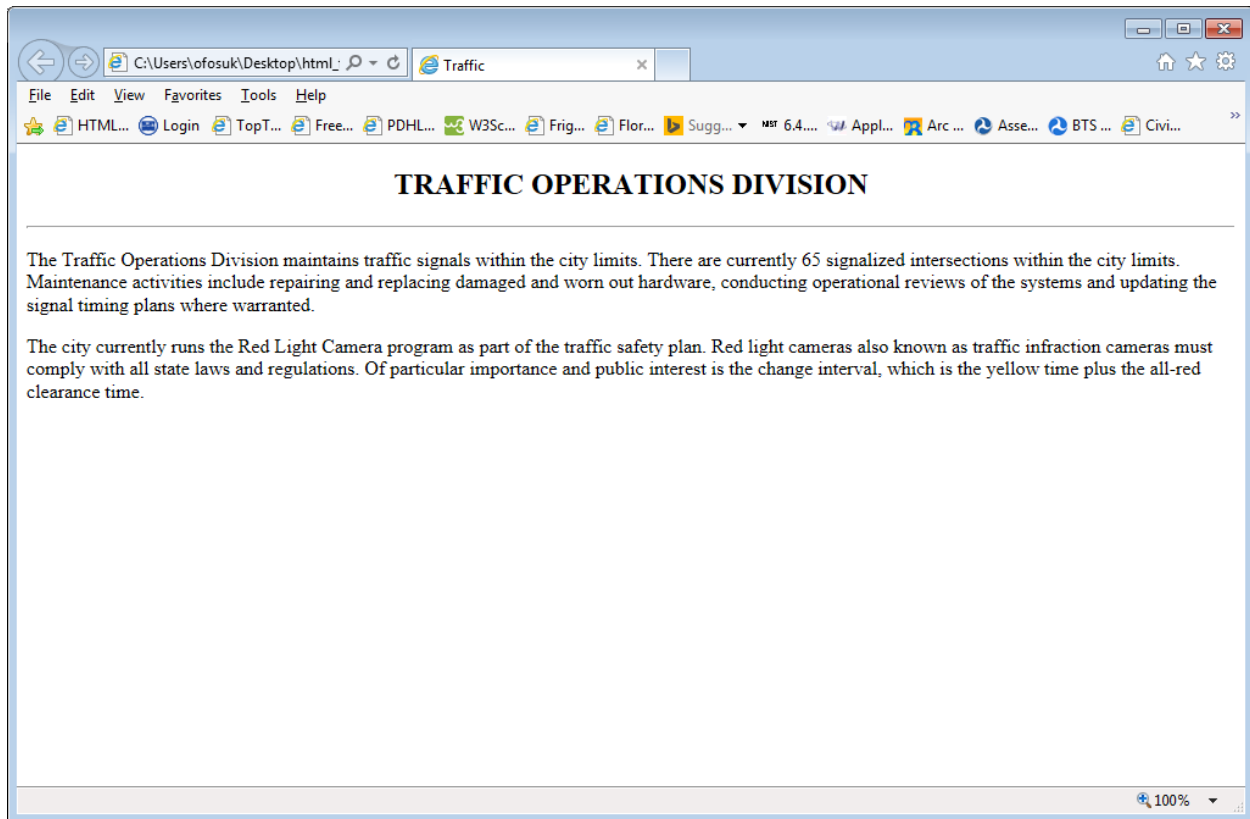 C:\Users\ofosuk\Desktop\html_
Traffic
File Edit View Favorites Tools Help
HTML... Login TopT... Free... PDHL... W3Sc... Frig... Flor... Sugg... NIST 6.4.... Appl... Arc ... Asse... BTS ... Civi...
TRAFFIC OPERATIONS DIVISION
The Traffic Operations Division maintains traffic signals within the city limits. There are currently 65 signalized intersections within the city limits.
Maintenance activities include repairing and replacing damaged and worn out hardware, conducting operational reviews of the systems and updating the
signal timing plans where warranted.
The city currently runs the Red Light Camera program as part of the traffic safety plan. Red light cameras also known as traffic infraction cameras must
comply with all state laws and regulations. Of particular importance and public interest is the change interval, which is the yellow time plus the all-red
clearance time.
100%